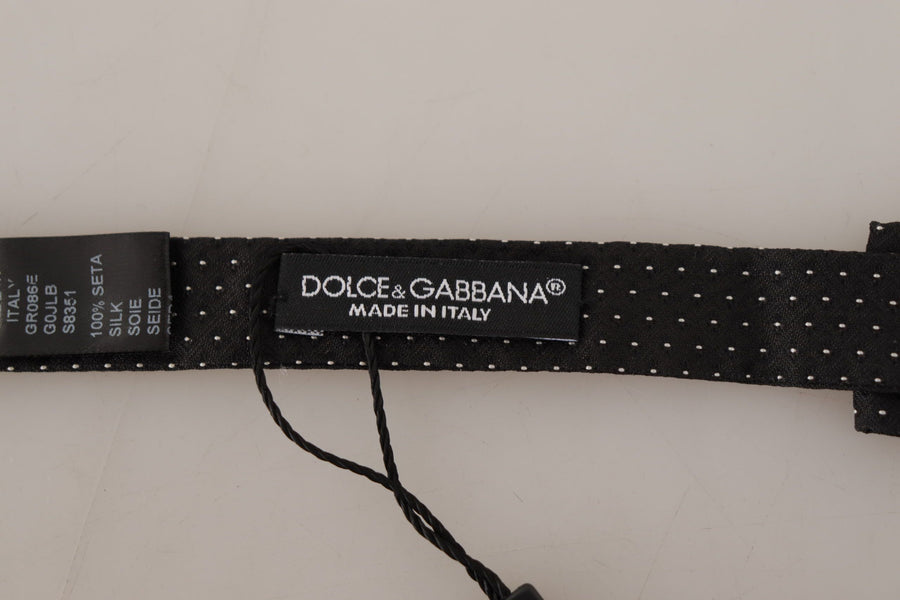 ITALY
GR086E
G0JLB
S8351
100% SETA
SILK
SOIE
SEIDE
DOLCE&GABBANA®
MADE IN ITALY